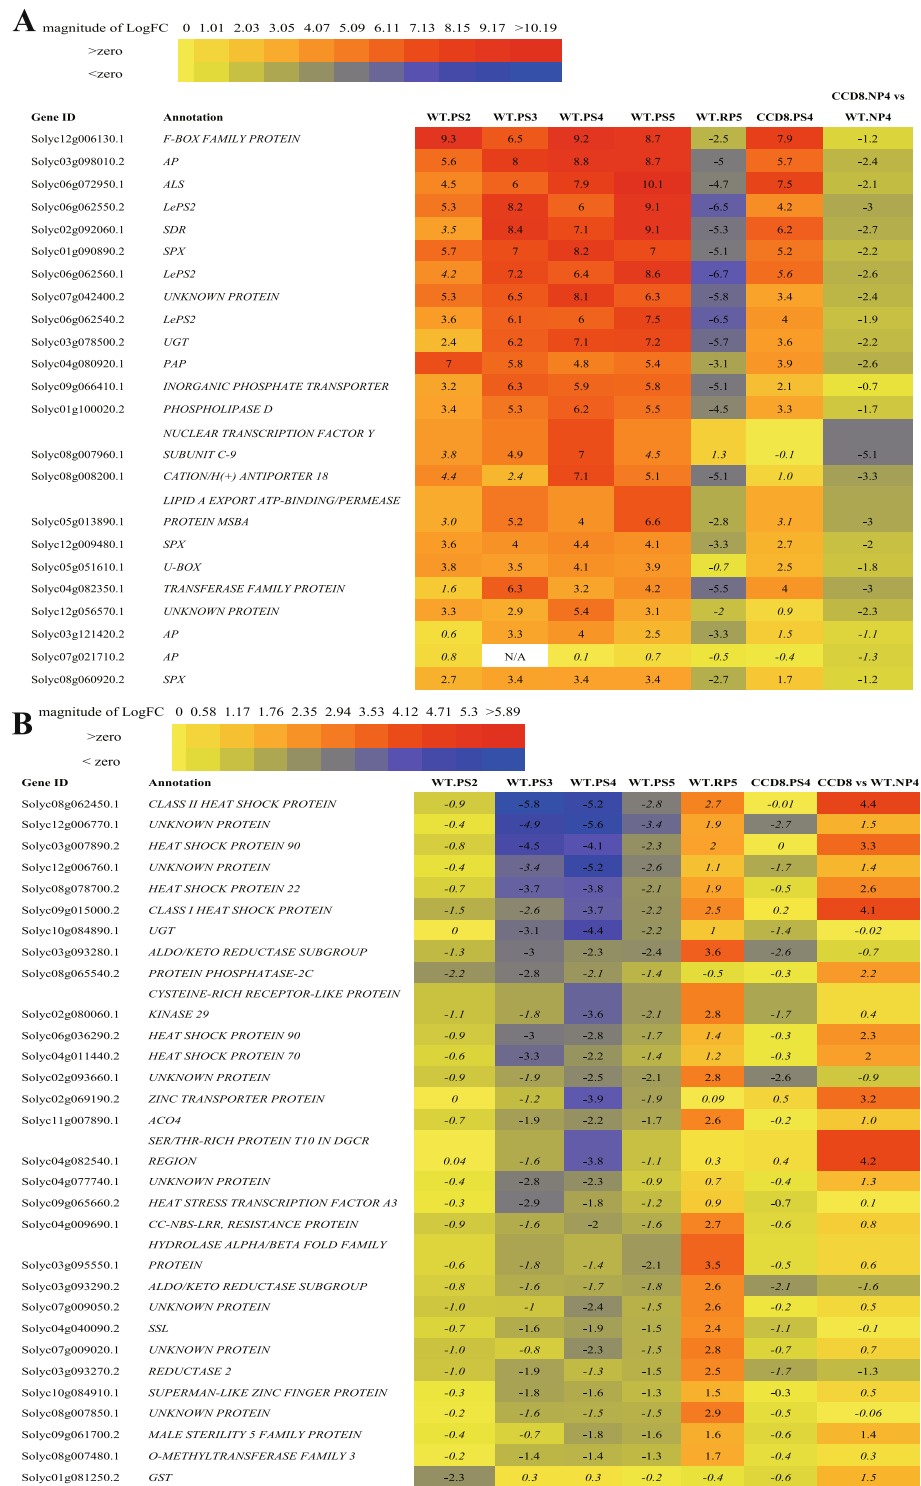 A
magnitude of LogFC 0 1.01 2.03 3.05 4.07 5.09 6.11 7.13 8.15 9.17 >10.19
>zero
<zero
CCD8.NP4 vs
Gene ID Annotation WT.PS2 WT.PS3 WT.PS4 WT.PS5 WT.RP5 CCD8.PS4 WT.NP4
Solyc12g006130.1 F-BOX FAMILY PROTEIN 9.3 6.5 9.2 8.7 -2.5 7.9 -1.2
Solyc03g098010.2 AP 5.6 8 8.8 8.7 -5 5.7 -2.4
Solyc06g072950.1 ALS 4.5 6 7.9 10.1 -4.7 7.5 -2.1
Solyc06g062550.2 LePS2 5.3 8.2 6 9.1 -6.5 4.2 -3
Solyc02g092060.1 SDR 3.5 8.4 7.1 9.1 -5.3 6.2 -2.7
Solyc01g090890.2 SPX 5.7 7 8.2 7 -5.1 5.2 -2.2
Solyc06g062560.1 LePS2 4.2 7.2 6.4 8.6 -6.7 5.6 -2.6
Solyc07g042400.2 UNKNOWN PROTEIN 5.3 6.5 8.1 6.3 -5.8 3.4 -2.4
Solyc06g062540.2 LePS2 3.6 6.1 6 7.5 -6.5 4 -1.9
Solyc03g078500.2 UGT 2.4 6.2 7.1 7.2 -5.7 3.6 -2.2
Solyc04g080920.1 PAP 7 5.8 4.8 5.4 -3.1 3.9 -2.6
Solyc09g066410.1 INORGANIC PHOSPHATE TRANSPORTER 3.2 6.3 5.9 5.8 -5.1 2.1 -0.7
Solyc01g100020.2 PHOSPHOLIPASE D 3.4 5.3 6.2 5.5 -4.5 3.3 -1.7
NUCLEAR TRANSCRIPTION FACTOR Y
Solyc08g007960.1 SUBUNIT C-9 3.8 4.9 7 4.5 1.3 -0.1 -5.1
Solyc08g008200.1 CATION/H(+) ANTIPORTER 18 4.4 2.4 7.1 5.1 -5.1 1.0 -3.3
LIPID A EXPORT ATP-BINDING/PERMEASE
Solyc05g013890.1 PROTEIN MSBA 3.0 5.2 4 6.6 -2.8 3.1 -3
Solyc12g009480.1 SPX 3.6 4 4.4 4.1 -3.3 2.7 -2
Solyc05g051610.1 U-BOX 3.8 3.5 4.1 3.9 -0.7 2.5 -1.8
Solyc04g082350.1 TRANSFERASE FAMILY PROTEIN 1.6 6.3 3.2 4.2 -5.5 4 -3
Solyc12g056570.1 UNKNOWN PROTEIN 3.3 2.9 5.4 3.1 -2 0.9 -2.3
Solyc03g121420.2 AP 0.6 3.3 4 2.5 -3.3 1.5 -1.1
Solyc07g021710.2 AP 0.8 N/A 0.1 0.7 -0.5 -0.4 -1.3
Solyc08g060920.2 SPX 2.7 3.4 3.4 3.4 -2.7 1.7 -1.2
B
magnitude of LogFC 0 0.58 1.17 1.76 2.35 2.94 3.53 4.12 4.71 5.3 >5.89
>zero
< zero
Gene ID Annotation WT.PS2 WT.PS3 WT.PS4 WT.PS5 WT.RP5 CCD8.PS4 CCD8 vs WT.NP4
Solyc08g062450.1 CLASS II HEAT SHOCK PROTEIN -0.9 -5.8 -5.2 -2.8 2.7 -0.01 4.4
Solyc12g006770.1 UNKNOWN PROTEIN -0.4 -4.9 -5.6 -3.4 1.9 -2.7 1.5
Solyc03g007890.2 HEAT SHOCK PROTEIN 90 -0.8 -4.5 -4.1 -2.3 2 0 3.3
Solyc12g006760.1 UNKNOWN PROTEIN -0.4 -3.4 -5.2 -2.6 1.1 -1.7 1.4
Solyc08g078700.2 HEAT SHOCK PROTEIN 22 -0.7 -3.7 -3.8 -2.1 1.9 -0.5 2.6
Solyc09g015000.2 CLASS I HEAT SHOCK PROTEIN -1.5 -2.6 -3.7 -2.2 2.5 0.2 4.1
Solyc10g084890.1 UGT 0 -3.1 -4.4 -2.2 1 -1.4 -0.02
Solyc03g093280.1 ALDO/KETO REDUCTASE SUBGROUP -1.3 -3 -2.3 -2.4 3.6 -2.6 -0.7
Solyc08g065540.2 PROTEIN PHOSPHATASE-2C -2.2 -2.8 -2.1 -1.4 -0.5 -0.3 2.2
CYSTEINE-RICH RECEPTOR-LIKE PROTEIN
Solyc02g080060.1 KINASE 29 -1.1 -1.8 -3.6 -2.1 2.8 -1.7 0.4
Solyc06g036290.2 HEAT SHOCK PROTEIN 90 -0.9 -3 -2.8 -1.7 1.4 -0.3 2.3
Solyc04g011440.2 HEAT SHOCK PROTEIN 70 -0.6 -3.3 -2.2 -1.4 1.2 -0.3 2
Solyc02g093660.1 UNKNOWN PROTEIN -0.9 -1.9 -2.5 -2.1 2.8 -2.6 -0.9
Solyc02g069190.2 ZINC TRANSPORTER PROTEIN 0 -1.2 -3.9 -1.9 0.09 0.5 3.2
Solyc11g007890.1 ACO4 -0.7 -1.9 -2.2 -1.7 2.6 -0.2 1.0
SER/THR-RICH PROTEIN T10 IN DGCR
Solyc04g082540.1 REGION 0.04 -1.6 -3.8 -1.1 0.3 0.4 4.2
Solyc04g077740.1 UNKNOWN PROTEIN -0.4 -2.8 -2.3 -0.9 0.7 -0.4 1.3
Solyc09g065660.2 HEAT STRESS TRANSCRIPTION FACTOR A3 -0.3 -2.9 -1.8 -1.2 0.9 -0.7 0.1
Solyc04g009690.1 CC-NBS-LRR, RESISTANCE PROTEIN -0.9 -1.6 -2 -1.6 2.7 -0.6 0.8
HYDROLASE ALPHA/BETA FOLD FAMILY
Solyc03g095550.1 PROTEIN -0.6 -1.8 -1.4 -2.1 3.5 -0.5 0.6
Solyc03g093290.2 ALDO/KETO REDUCTASE SUBGROUP -0.8 -1.6 -1.7 -1.8 2.6 -2.1 -1.6
Solyc07g009050.2 UNKNOWN PROTEIN -1.0 -1 -2.4 -1.5 2.6 -0.2 0.5
Solyc04g040090.2 SSL -0.7 -1.6 -1.9 -1.5 2.4 -1.1 -0.1
Solyc07g009020.1 UNKNOWN PROTEIN -1.0 -0.8 -2.3 -1.5 2.8 -0.7 0.7
Solyc03g093270.2 REDUCTASE 2 -1.0 -1.9 -1.3 -1.5 2.5 -1.7 -1.3
Solyc10g084910.1 SUPERMAN-LIKE ZINC FINGER PROTEIN -0.3 -1.8 -1.6 -1.3 1.5 -0.3 0.5
Solyc08g007850.1 UNKNOWN PROTEIN -0.2 -1.6 -1.5 -1.5 2.9 -0.5 -0.06
Solyc09g061700.2 MALE STERILITY 5 FAMILY PROTEIN -0.4 -0.7 -1.8 -1.6 1.6 -0.6 1.4
Solyc08g007480.1 O-METHYLTRANSFERASE FAMILY 3 -0.2 -1.4 -1.4 -1.3 1.7 -0.4 0.3
Solyc01g081250.2 GST -2.3 0.3 0.3 -0.2 -0.4 -0.6 1.5